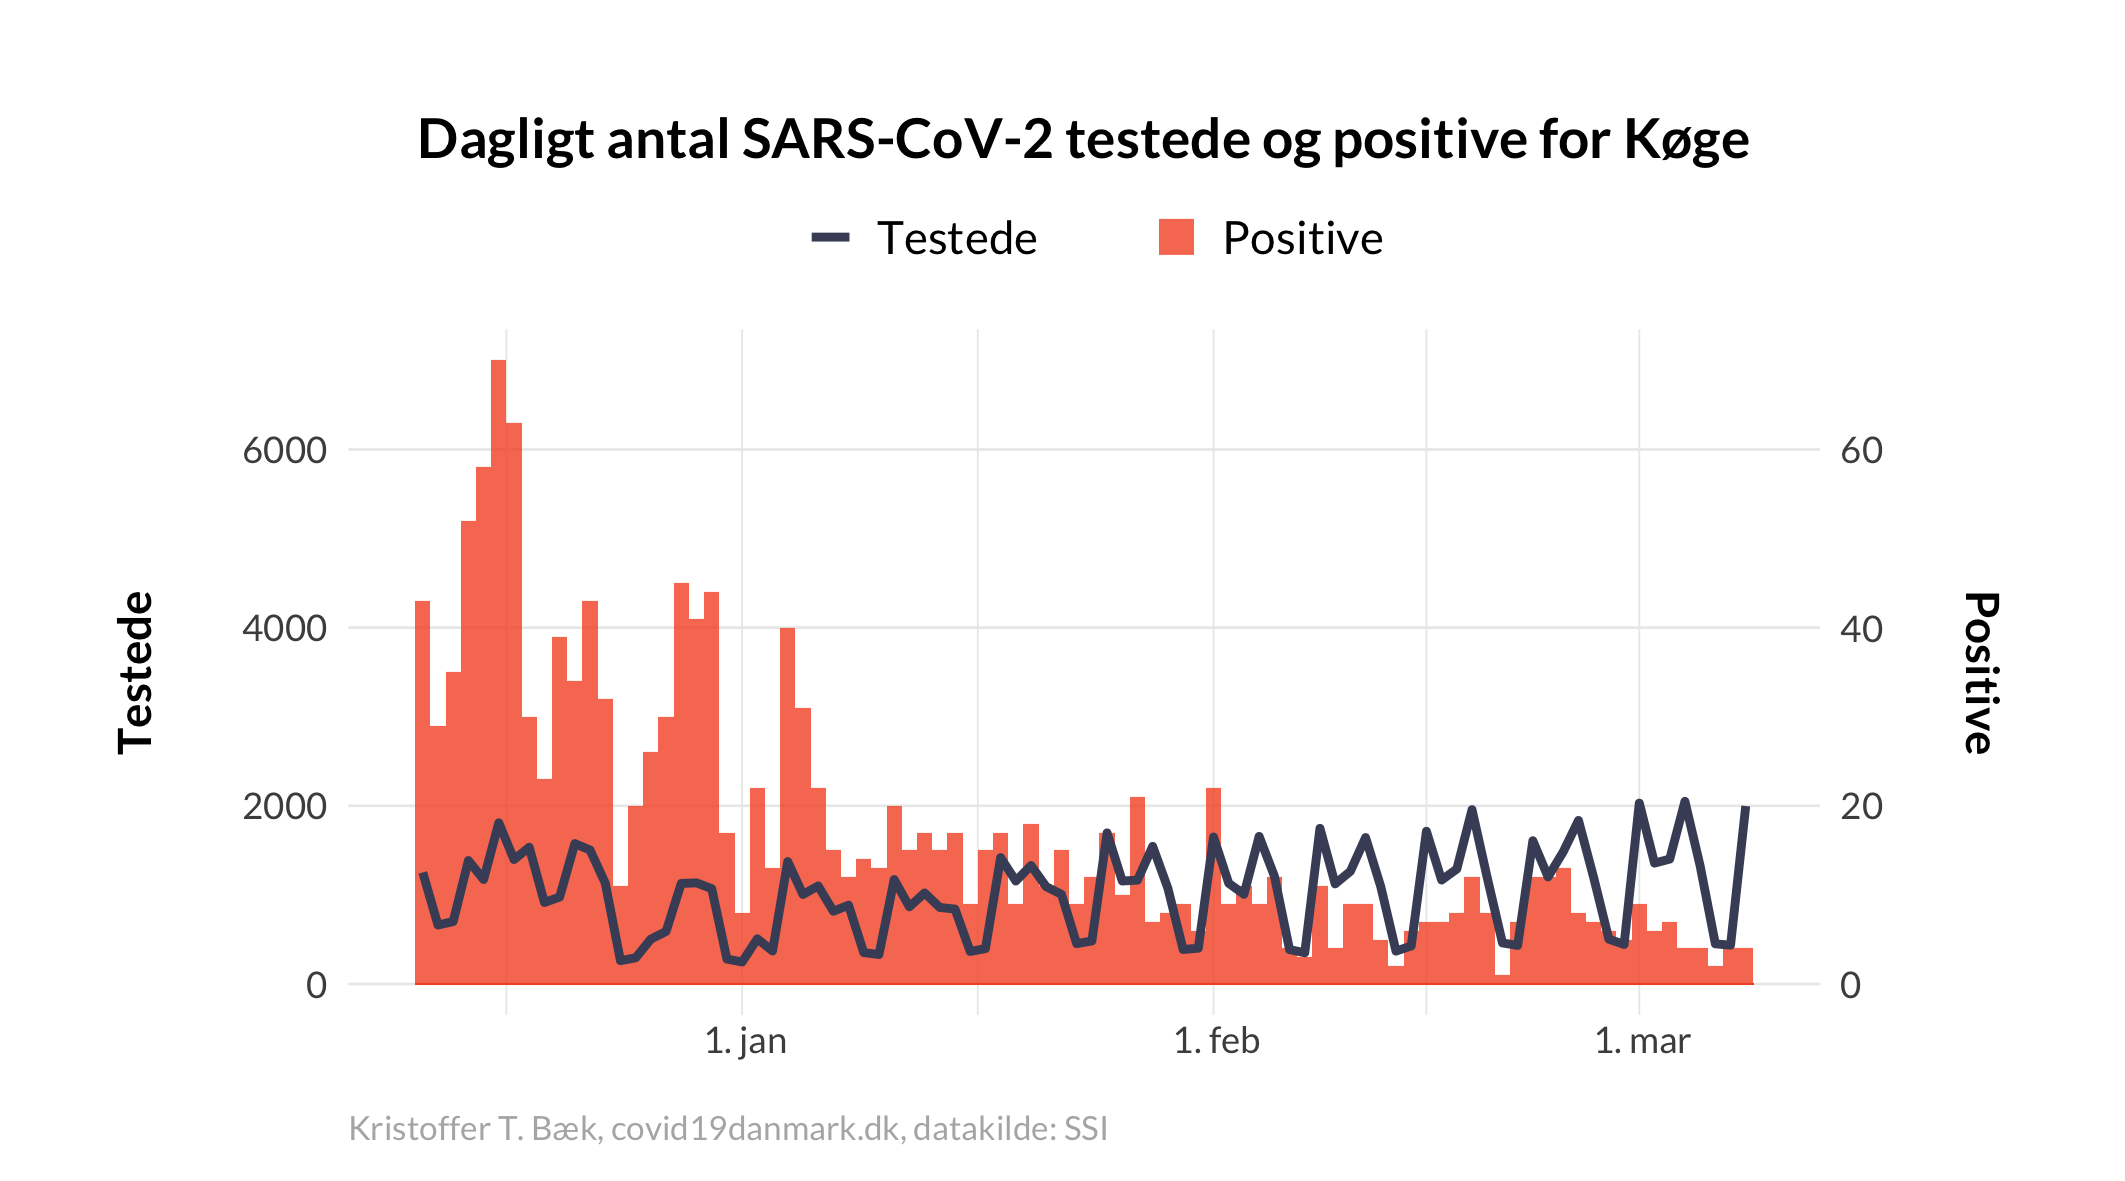 Dagligt antal SARS-CoV-2 testede og positive for Køge
Testede
Positive
6000
4000
2000
0
60
40
20
0
Testede
Positive
1. jan
1. feb
1. mar
Kristoffer T. Bæk, covid19danmark.dk, datakilde: SSI